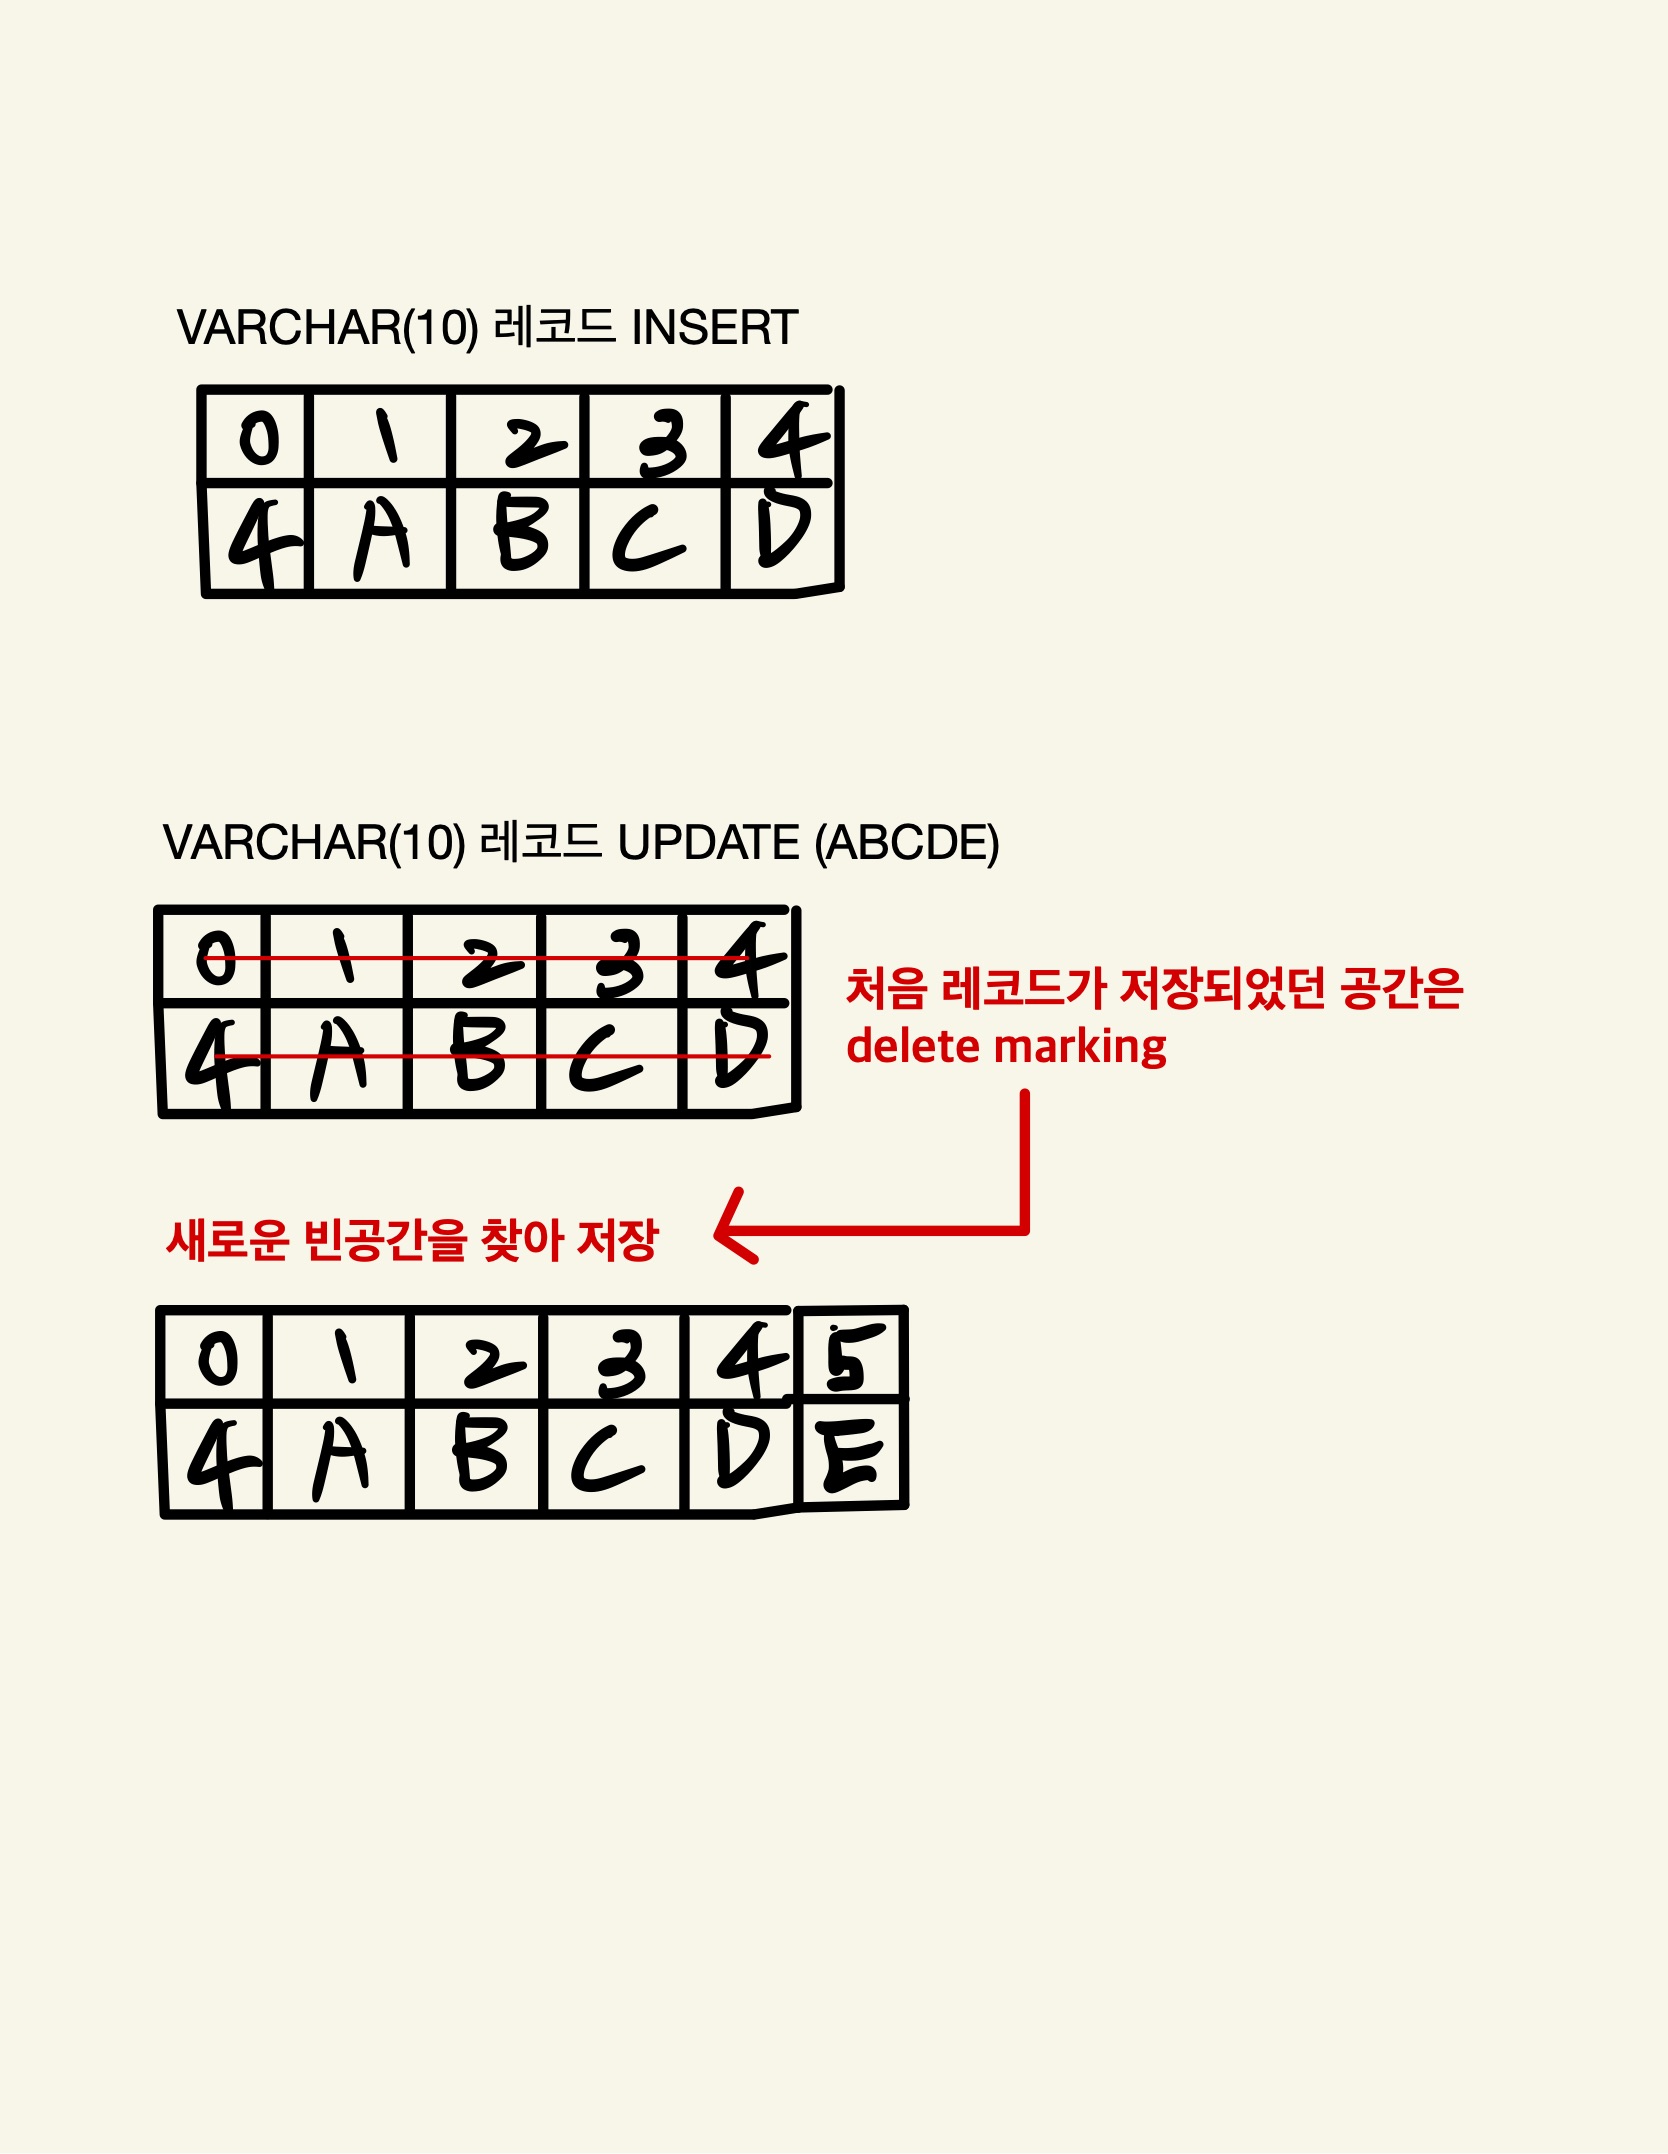 VARCHAR(10) 레코드 INSERT
0 1 2 3 4
4 A B C D
VARCHAR(10) 레코드 UPDATE (ABCDE)
0 1 2 3 4
4 A B C D
처음 레코드가 저장되었던 공간은
delete marking
새로운 빈공간을 찾아 저장
0 1 2 3 4 5
4 A B C D E